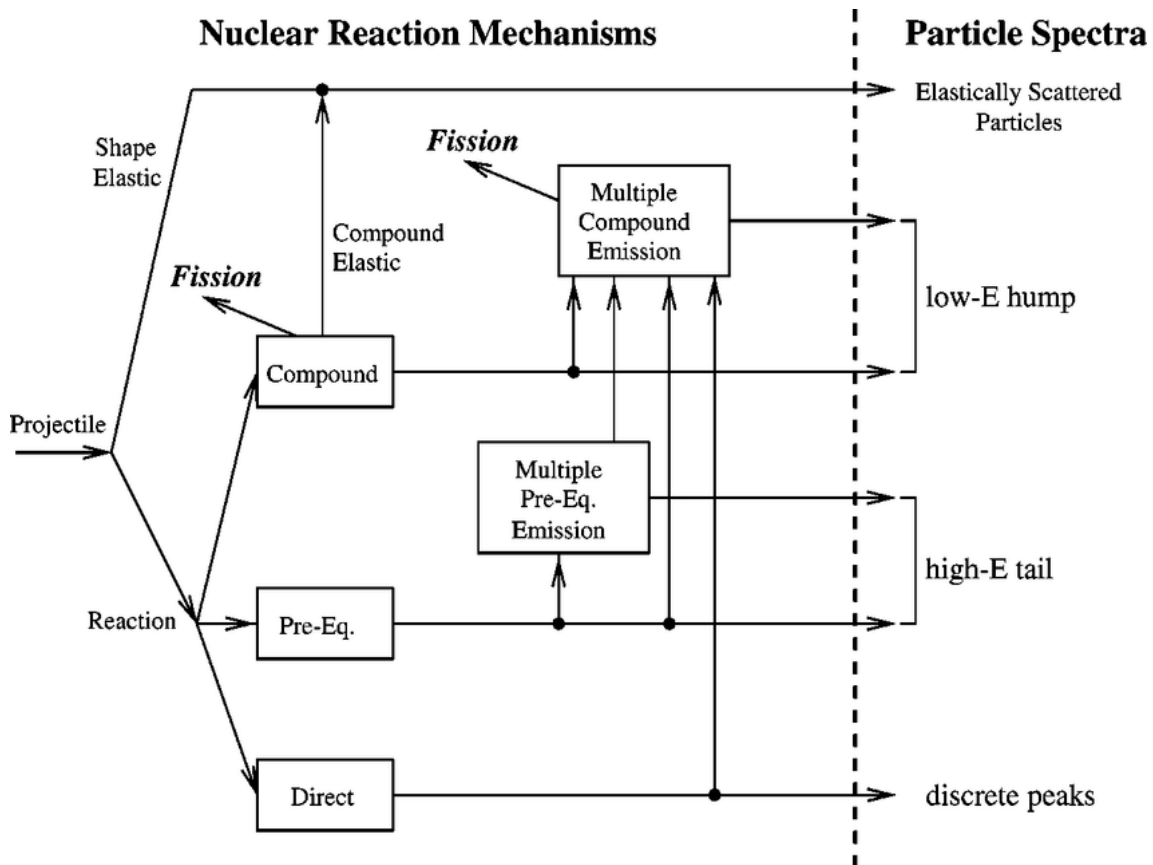 Nuclear Reaction Mechanisms
Particle Spectra
Elastically Scattered
Particles
Shape
Elastic
Fission
Multiple
Compound
Emission
Compound
Elastic
Fission
low-E hump
Compound
Projectile
Multiple
Pre-Eq.
Emission
high-E tail
Reaction
Pre-Eq.
Direct
discrete peaks